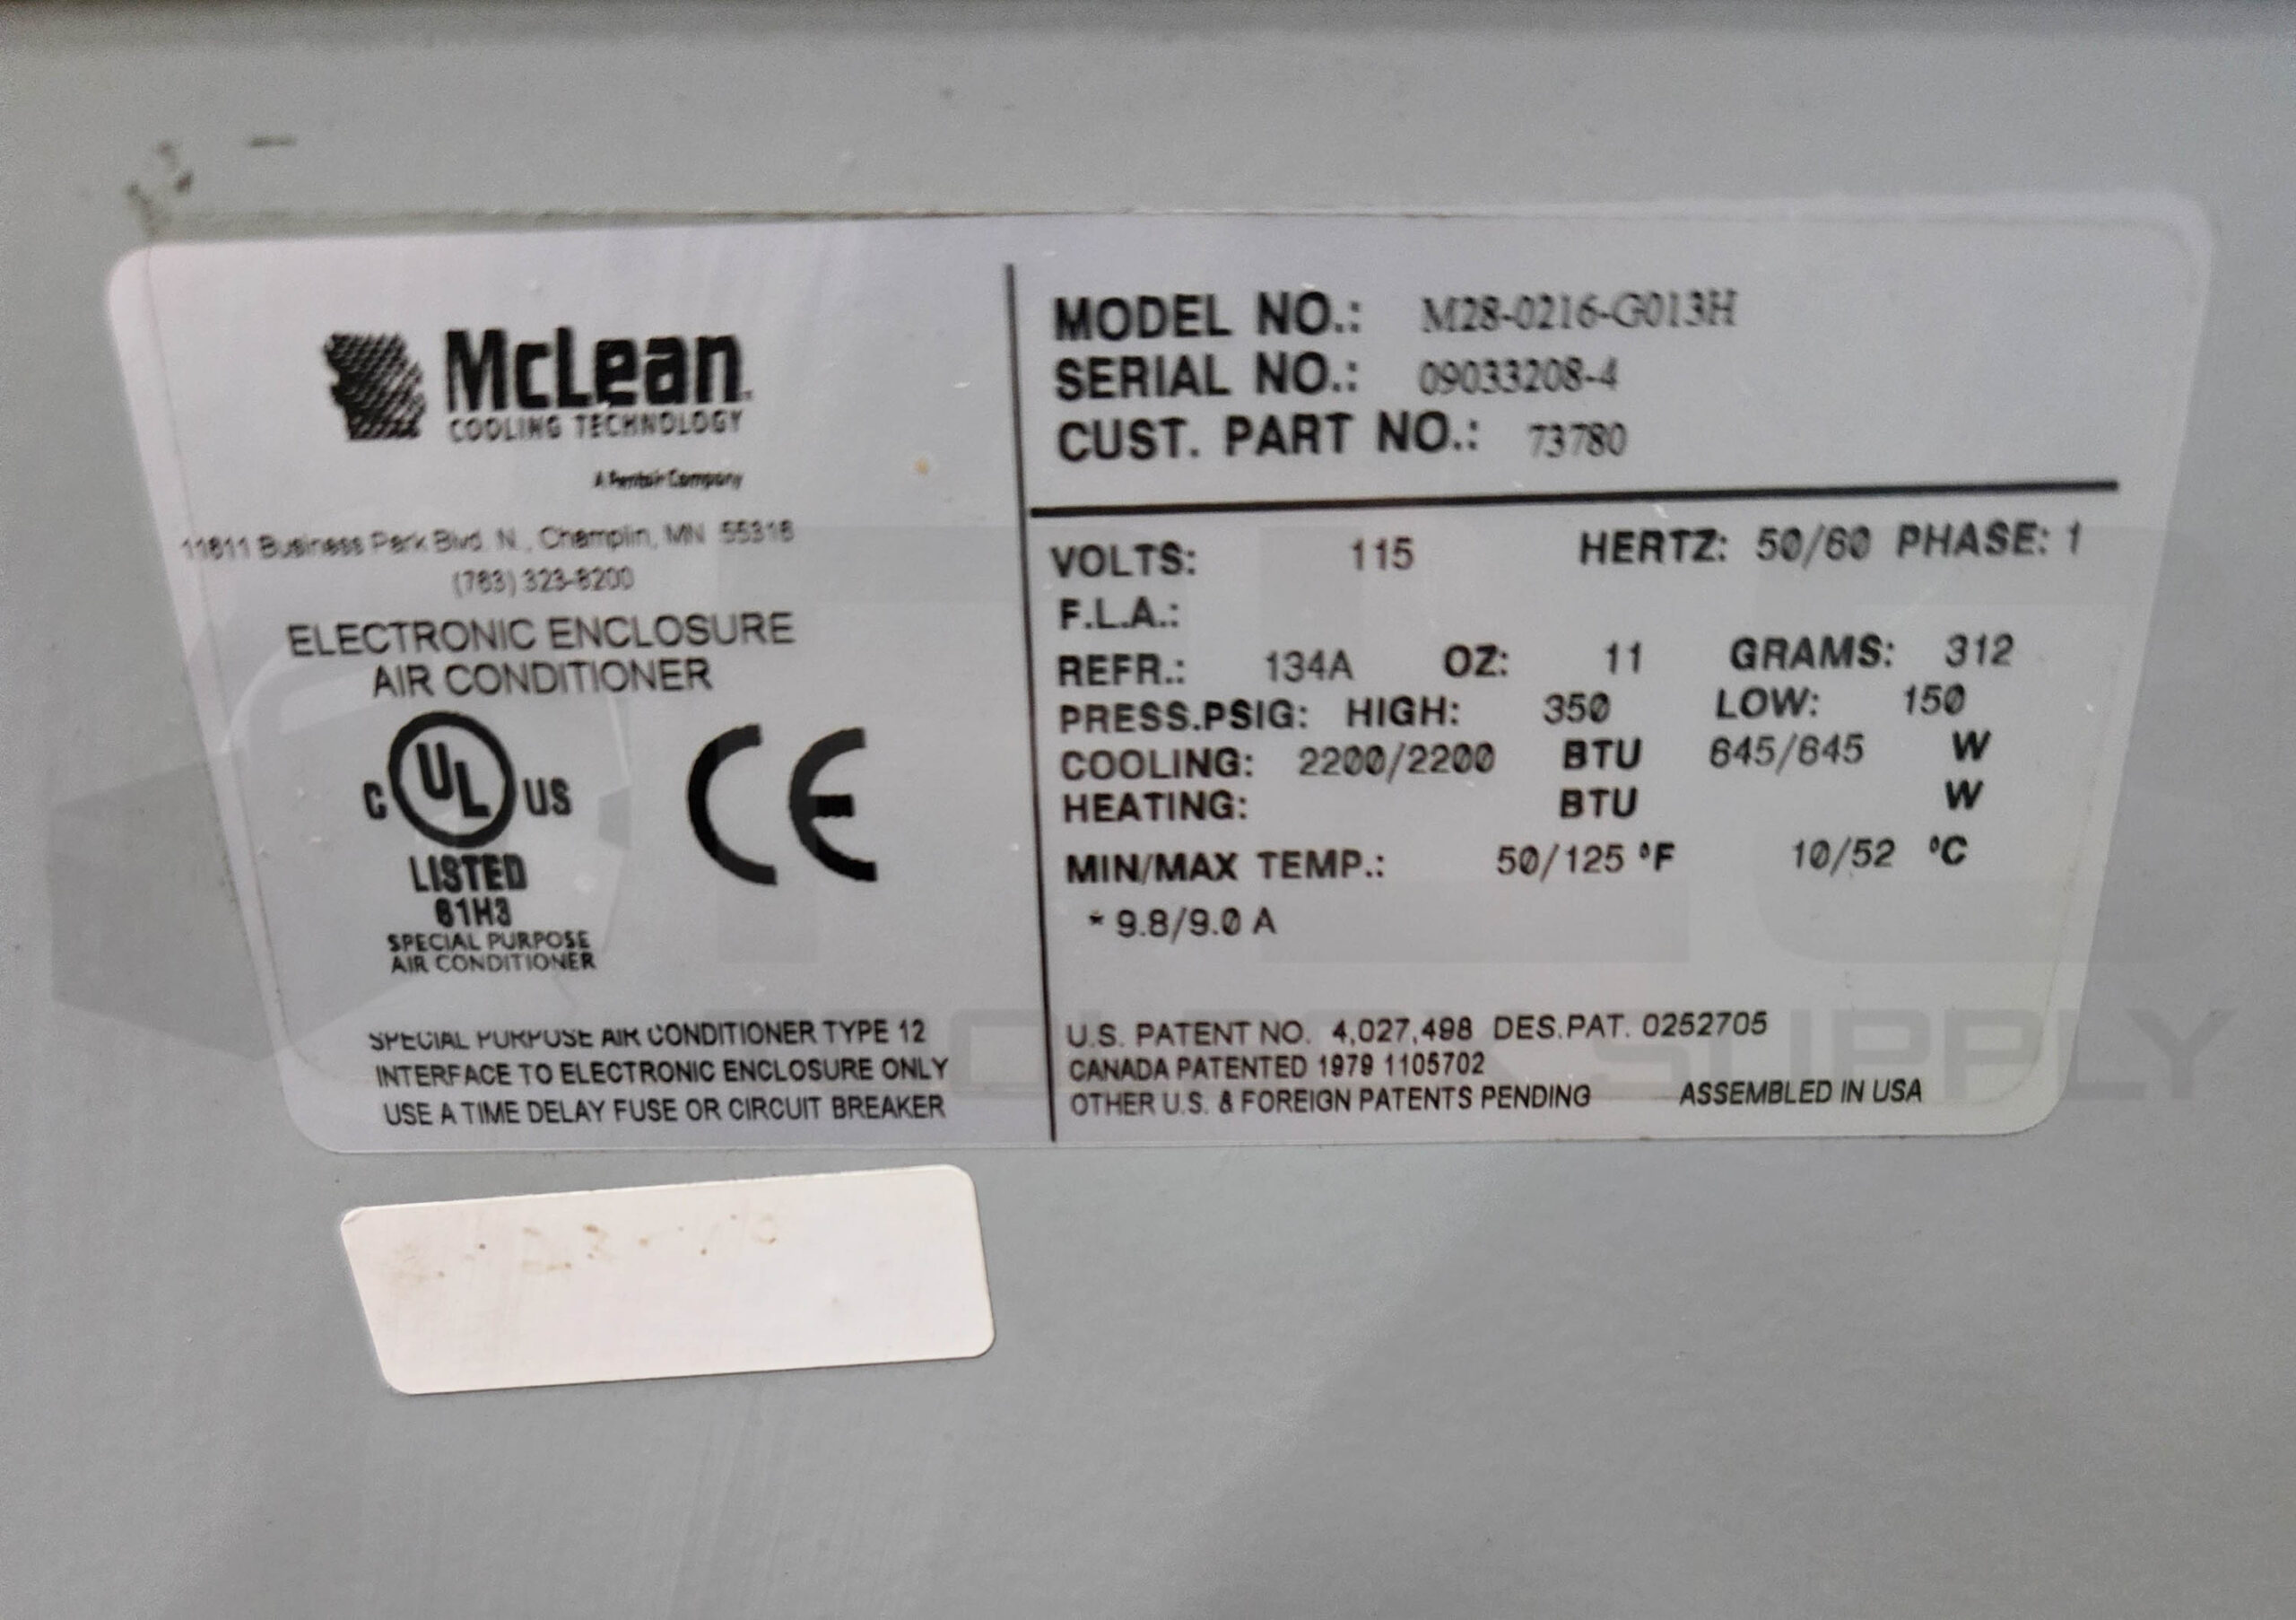 McLean
COOLING TECHNOLOGY
A Pentair Company
11611 Business Park Blvd. N., Champlin, MN 55316
(763) 323-8200
ELECTRONIC ENCLOSURE
AIR CONDITIONER
C UL US
CE
LISTED
61H3
SPECIAL PURPOSE
AIR CONDITIONER
SPECIAL PURPOSE AIR CONDITIONER TYPE 12
INTERFACE TO ELECTRONIC ENCLOSURE ONLY
USE A TIME DELAY FUSE OR CIRCUIT BREAKER
MODEL NO.: M28-0216-G013H
SERIAL NO.: 09033208-4
CUST. PART NO.: 73780
VOLTS: 115 HERTZ: 50/60 PHASE: 1
F.L.A.:
REFR.: 134A OZ: 11 GRAMS: 312
PRESS.PSIG: HIGH: 350 LOW: 150
COOLING: 2200/2200 BTU 645/645 W
HEATING: BTU W
MIN/MAX TEMP.: 50/125 °F 10/52 °C
* 9.8/9.0 A
U.S. PATENT NO. 4,027,498 DES.PAT. 0252705
CANADA PATENTED 1979 1105702
OTHER U.S. & FOREIGN PATENTS PENDING ASSEMBLED IN USA
SUPPLY